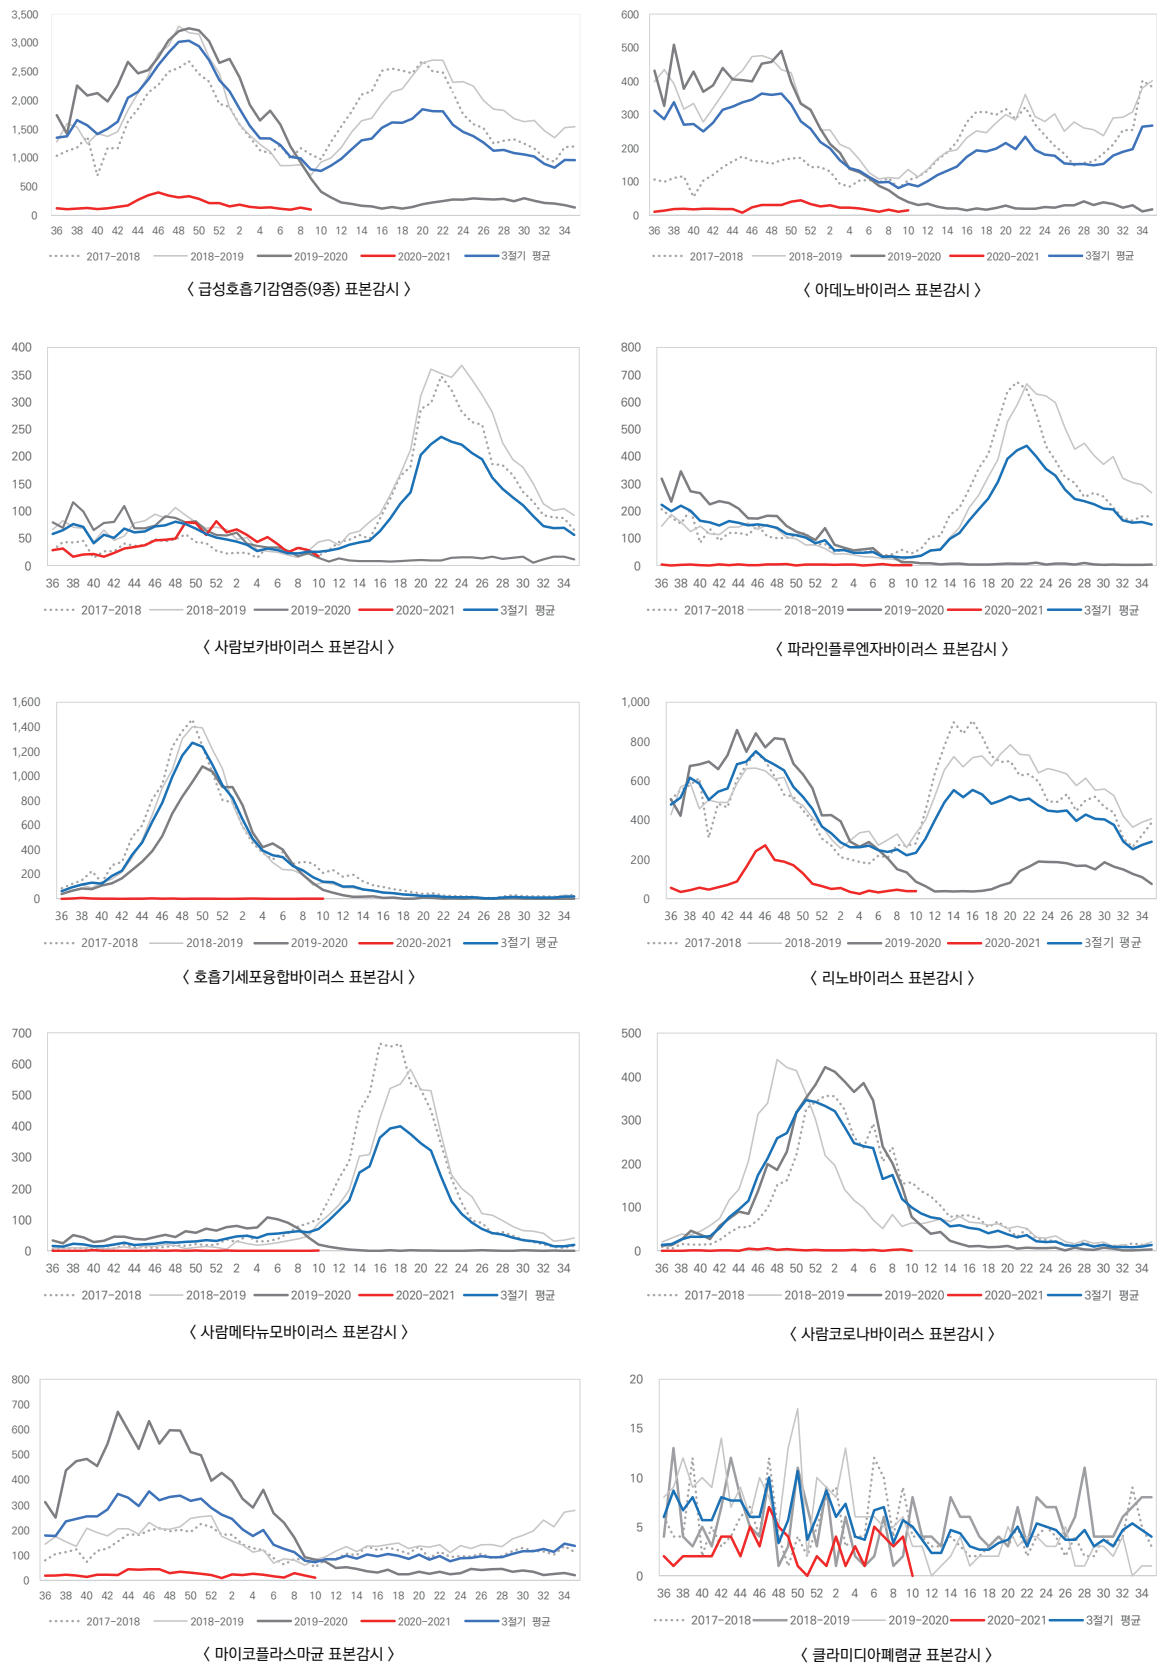 3,500
3,000
2,500
2,000
1,500
1,000
500
0
36 38 40 42 44 46 48 50 52 2 4 6 8 10 12 14 16 18 20 22 24 26 28 30 32 34
2017-2018 2018-2019 2019-2020 2020-2021 3절기 평균
〈 급성호흡기감염증(9종) 표본감시 〉
600
500
400
300
200
100
0
36 38 40 42 44 46 48 50 52 2 4 6 8 10 12 14 16 18 20 22 24 26 28 30 32 34
2017-2018 2018-2019 2019-2020 2020-2021 3절기 평균
〈 아데노바이러스 표본감시 〉
400
350
300
250
200
150
100
50
0
36 38 40 42 44 46 48 50 52 2 4 6 8 10 12 14 16 18 20 22 24 26 28 30 32 34
2017-2018 2018-2019 2019-2020 2020-2021 3절기 평균
〈 사람보카바이러스 표본감시 〉
800
700
600
500
400
300
200
100
0
36 38 40 42 44 46 48 50 52 2 4 6 8 10 12 14 16 18 20 22 24 26 28 30 32 34
2017-2018 2018-2019 2019-2020 2020-2021 3절기 평균
〈 파라인플루엔자바이러스 표본감시 〉
1,600
1,400
1,200
1,000
800
600
400
200
0
36 38 40 42 44 46 48 50 52 2 4 6 8 10 12 14 16 18 20 22 24 26 28 30 32 34
2017-2018 2018-2019 2019-2020 2020-2021 3절기 평균
〈 호흡기세포융합바이러스 표본감시 〉
1,000
800
600
400
200
0
36 38 40 42 44 46 48 50 52 2 4 6 8 10 12 14 16 18 20 22 24 26 28 30 32 34
2017-2018 2018-2019 2019-2020 2020-2021 3절기 평균
〈 리노바이러스 표본감시 〉
700
600
500
400
300
200
100
0
36 38 40 42 44 46 48 50 52 2 4 6 8 10 12 14 16 18 20 22 24 26 28 30 32 34
2017-2018 2018-2019 2019-2020 2020-2021 3절기 평균
〈 사람메타뉴모바이러스 표본감시 〉
500
400
300
200
100
0
36 38 40 42 44 46 48 50 52 2 4 6 8 10 12 14 16 18 20 22 24 26 28 30 32 34
2017-2018 2018-2019 2019-2020 2020-2021 3절기 평균
〈 사람코로나바이러스 표본감시 〉
800
700
600
500
400
300
200
100
0
36 38 40 42 44 46 48 50 52 2 4 6 8 10 12 14 16 18 20 22 24 26 28 30 32 34
2017-2018 2018-2019 2019-2020 2020-2021 3절기 평균
〈 마이코플라스마균 표본감시 〉
20
15
10
5
0
36 38 40 42 44 46 48 50 52 2 4 6 8 10 12 14 16 18 20 22 24 26 28 30 32 34
2017-2018 2018-2019 2019-2020 2020-2021 3절기 평균
〈 클라미디아폐렴균 표본감시 〉